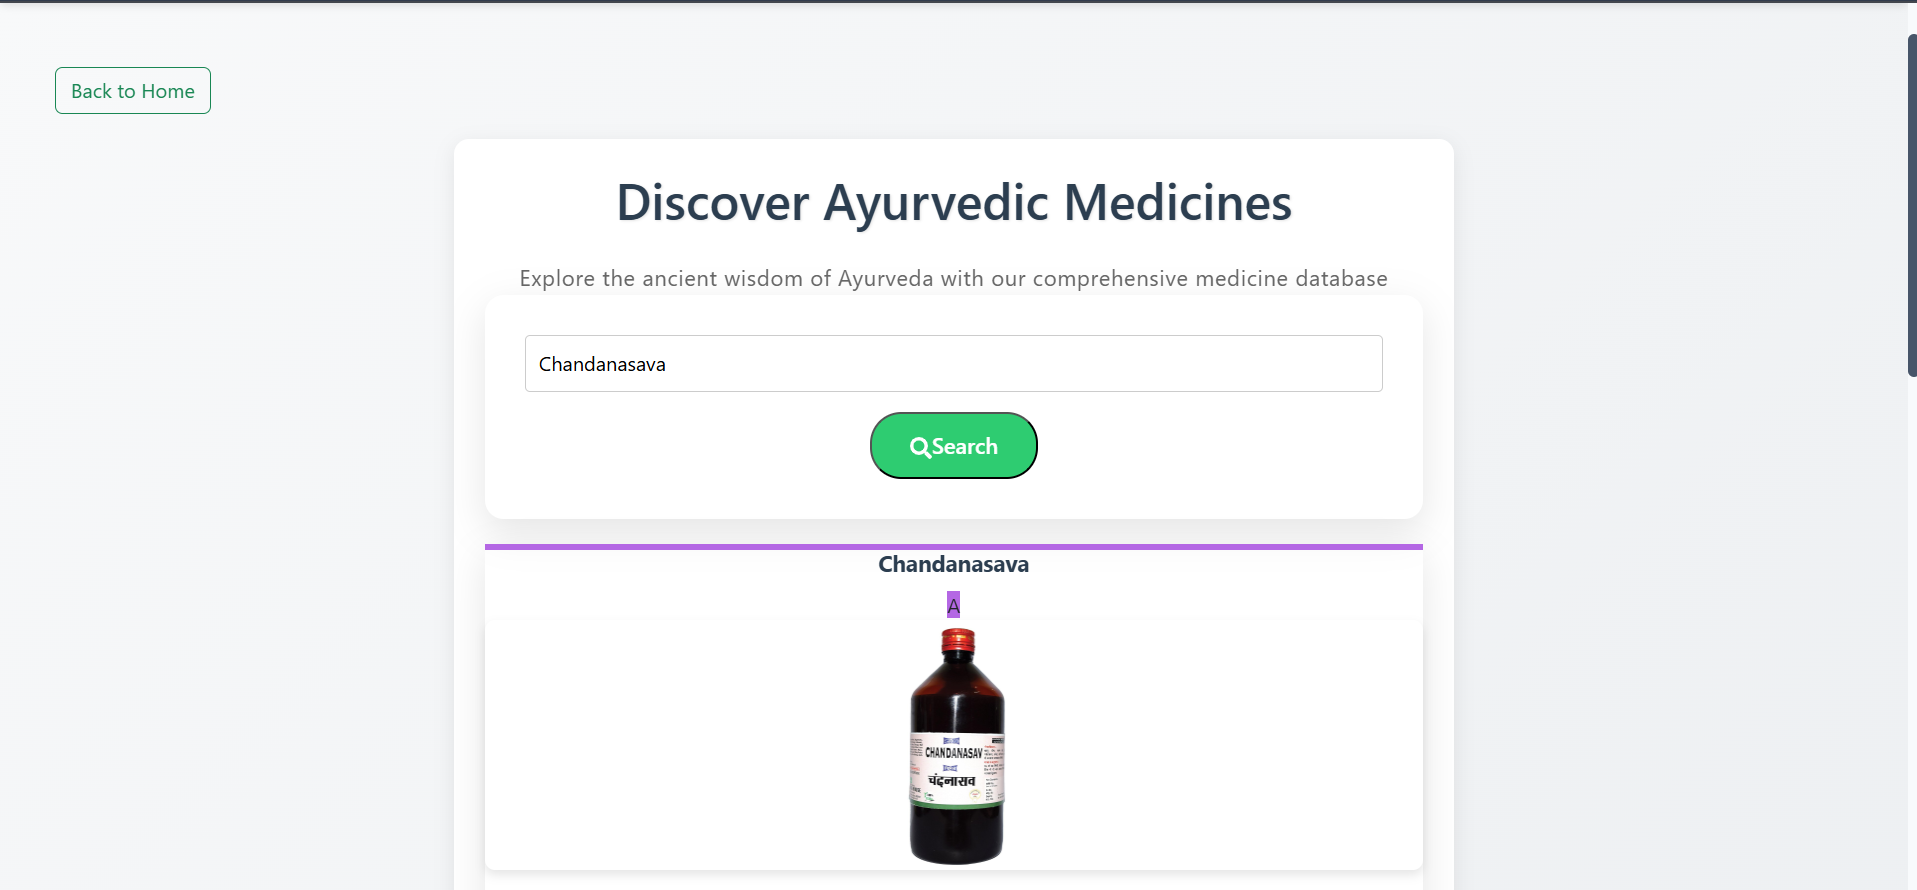 Back to Home
Discover Ayurvedic Medicines
Explore the ancient wisdom of Ayurveda with our comprehensive medicine database
Chandanasava
Search
Chandanasava
A
CHANDANASAV
चंदनासव